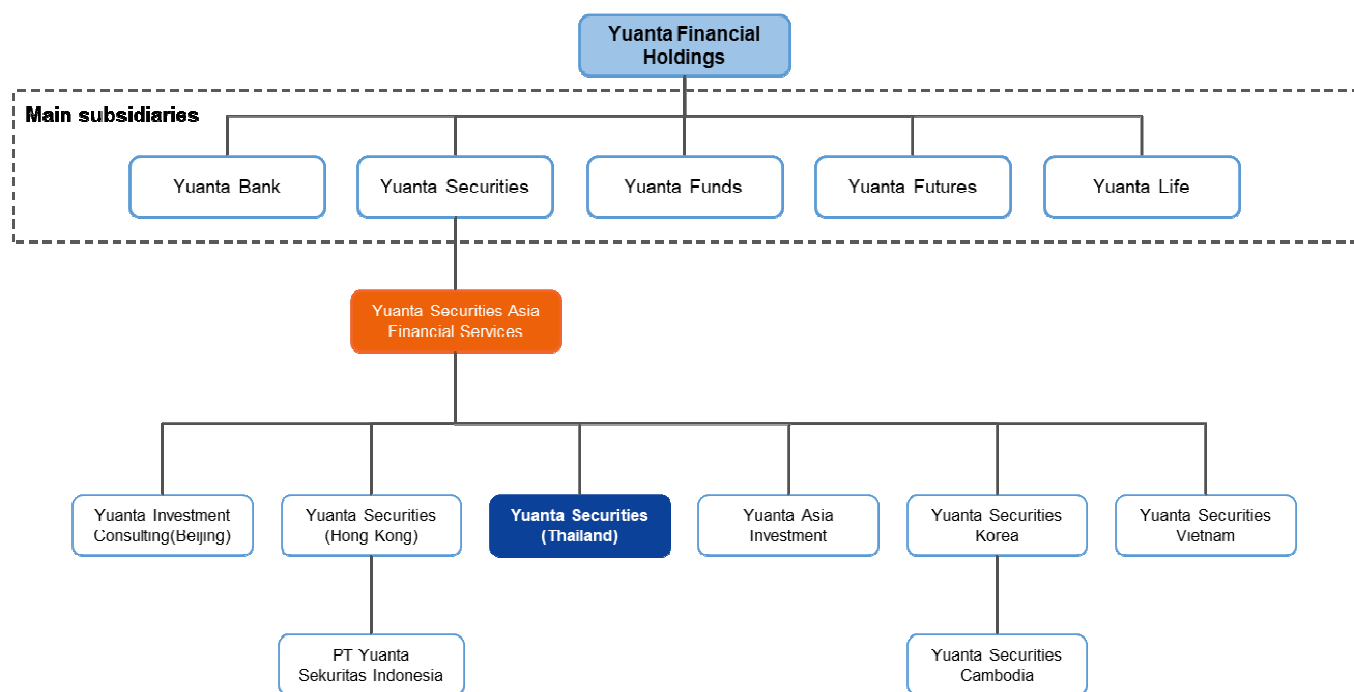 Yuanta Financial
Holdings
Main subsidiaries
Yuanta Bank
Yuanta Securities
Yuanta Funds
Yuanta Futures
Yuanta Life
Yuanta Securities Asia
Financial Services
Yuanta Investment
Consulting(Beijing)
Yuanta Securities
(Hong Kong)
Yuanta Securities
(Thailand)
Yuanta Asia
Investment
Yuanta Securities
Korea
Yuanta Securities
Vietnam
PT Yuanta
Sekuritas Indonesia
Yuanta Securities
Cambodia